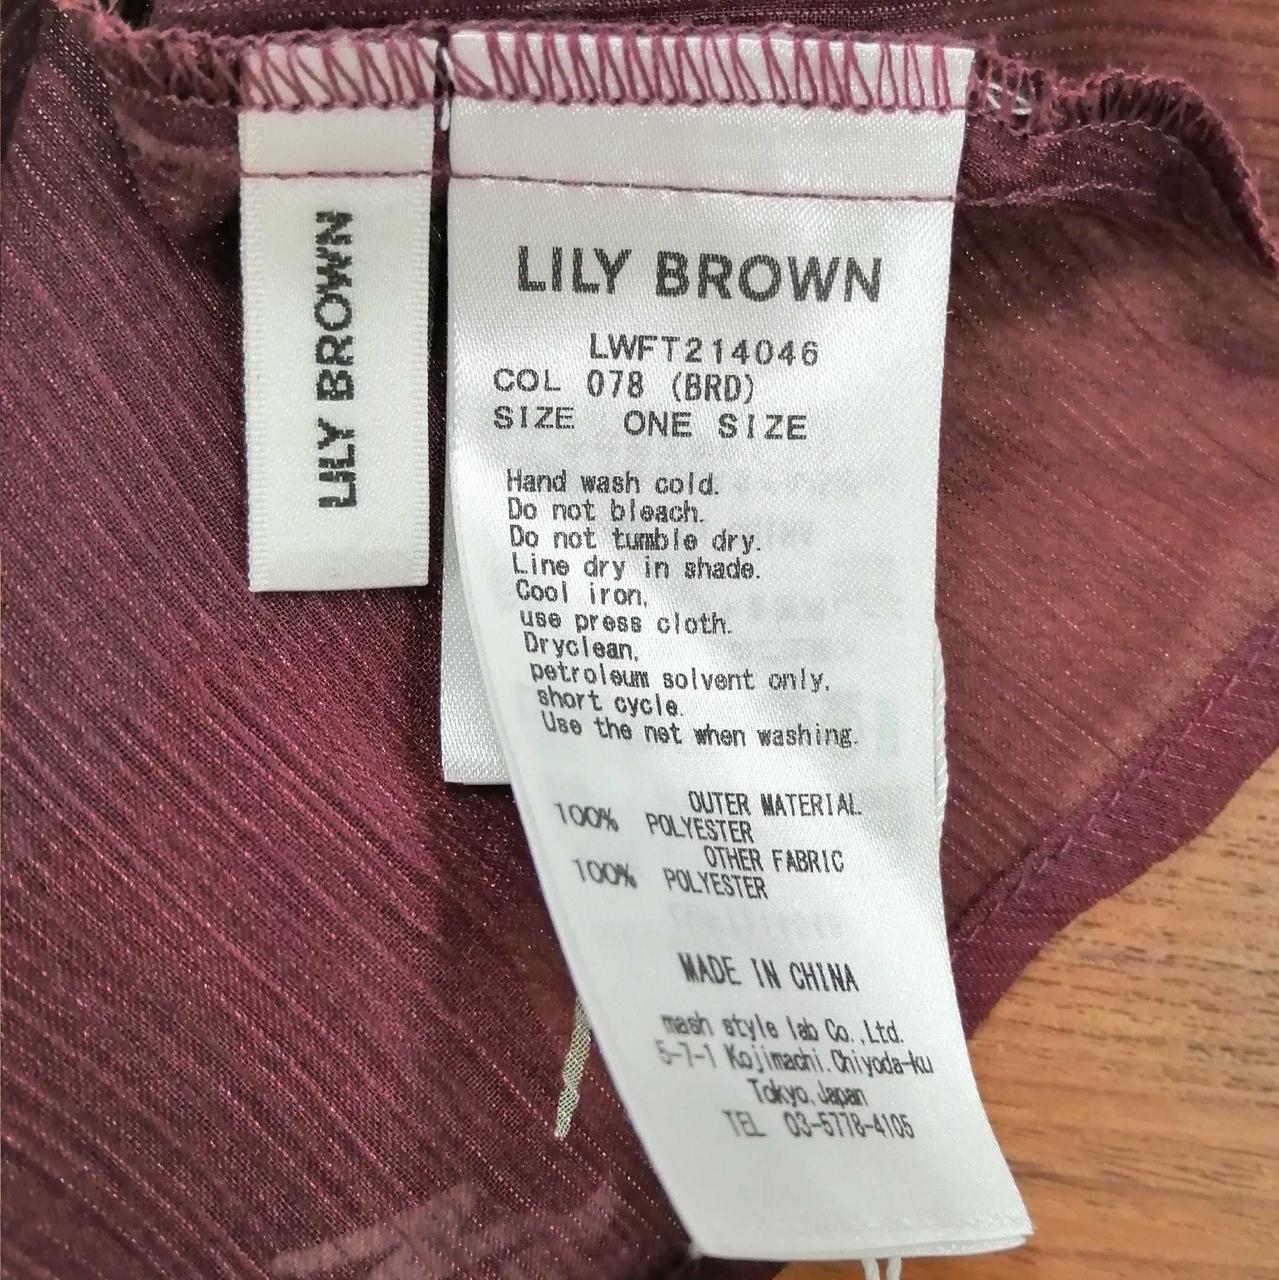 LILY BROWN
LILY BROWN
LWFT214046
COL 078 (BRD)
SIZE ONE SIZE
Hand wash cold.
Do not bleach.
Do not tumble dry.
Line dry in shade.
Cool iron,
use press cloth.
Dryclean,
petroleum solvent only,
short cycle.
Use the net when washing.
OUTER MATERIAL
100% POLYESTER
OTHER FABRIC
100% POLYESTER
MADE IN CHINA
mash style lab Co.,Ltd.
5-7-1 Kojimachi.Chiyoda-ku
Tokyo,Japan
TEL 03-5778-4105